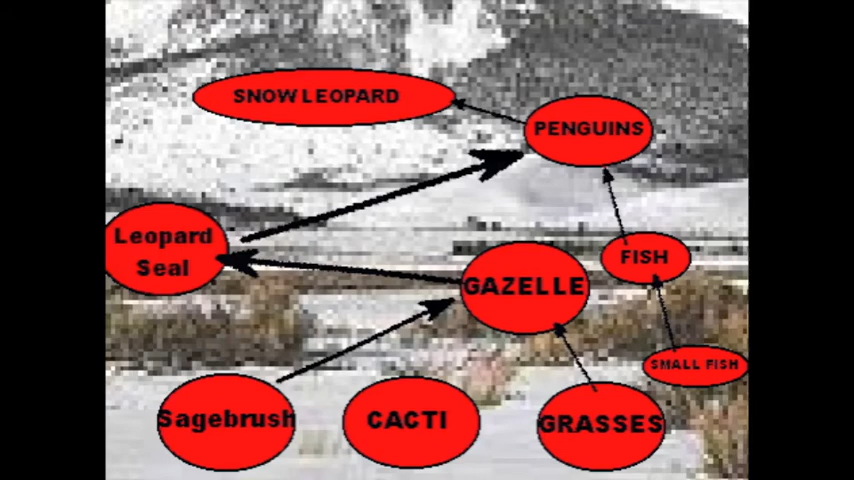 SNOW LEOPARD
PENGUINS
Leopard
Seal
FISH
GAZELLE
SMALL FISH
Sagebrush
CACTI
GRASSES